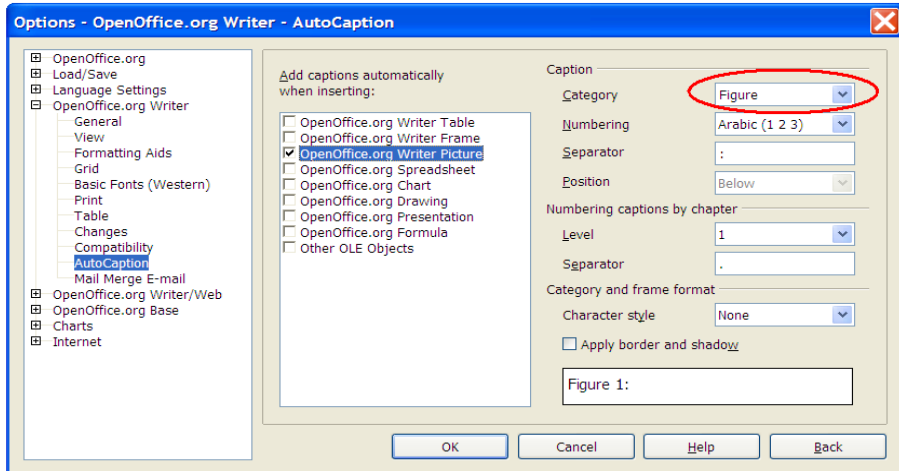 Options - OpenOffice.org Writer - AutoCaption
OpenOffice.org
Load/Save
Language Settings
OpenOffice.org Writer
General
View
Formatting Aids
Grid
Basic Fonts (Western)
Print
Table
Changes
Compatibility
AutoCaption
Mail Merge E-mail
OpenOffice.org Writer/Web
OpenOffice.org Base
Charts
Internet
Add captions automatically
when inserting:
OpenOffice.org Writer Table
OpenOffice.org Writer Frame
OpenOffice.org Writer Picture
OpenOffice.org Spreadsheet
OpenOffice.org Chart
OpenOffice.org Drawing
OpenOffice.org Presentation
OpenOffice.org Formula
Other OLE Objects
Caption
Category Figure
Numbering Arabic (1 2 3)
Separator :
Position Below
Numbering captions by chapter
Level 1
Separator .
Category and frame format
Character style None
Apply border and shadow
Figure 1:
OK Cancel Help Back